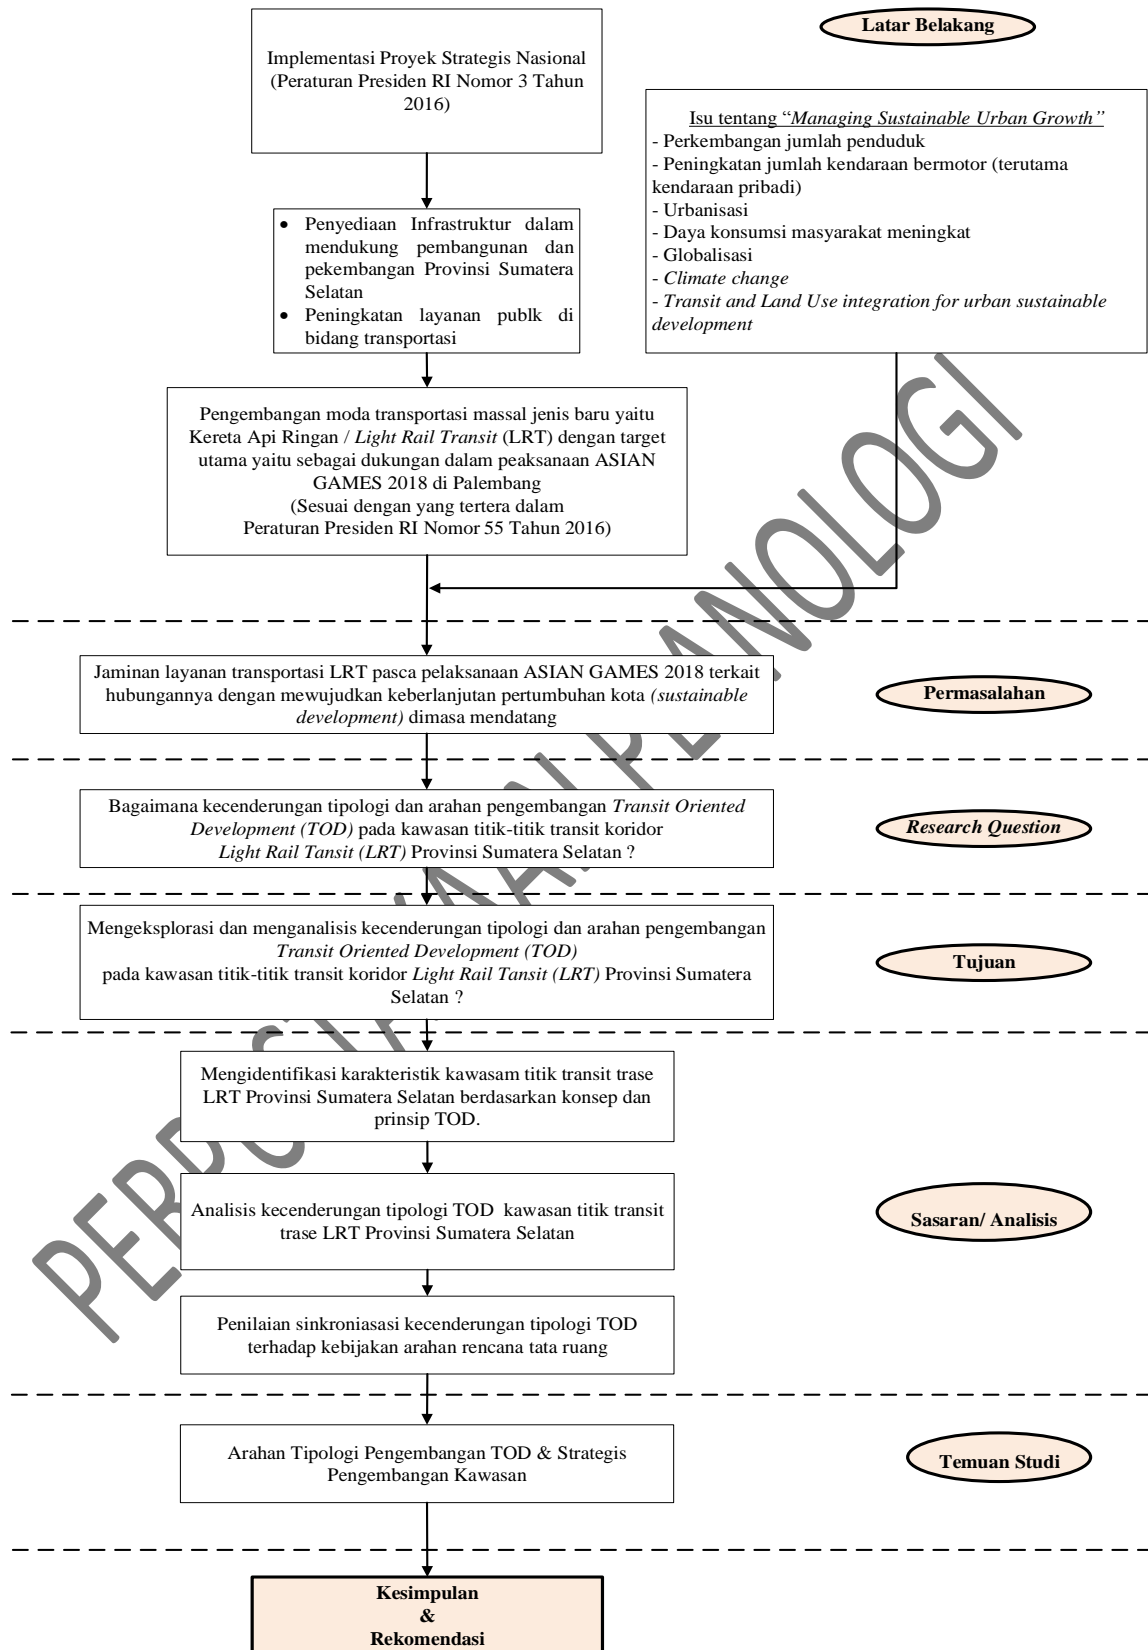 Latar Belakang
Implementasi Proyek Strategis Nasional
(Peraturan Presiden RI Nomor 3 Tahun
2016)
Isu tentang “Managing Sustainable Urban Growth”
- Perkembangan jumlah penduduk
- Peningkatan jumlah kendaraan bermotor (terutama
kendaraan pribadi)
- Urbanisasi
- Daya konsumsi masyarakat meningkat
- Globalisasi
- Climate change
- Transit and Land Use integration for urban sustainable
development
• Penyediaan Infrastruktur dalam
mendukung pembangunan dan
pekembangan Provinsi Sumatera
Selatan
• Peningkatan layanan publk di
bidang transportasi
Pengembangan moda transportasi massal jenis baru yaitu
Kereta Api Ringan / Light Rail Transit (LRT) dengan target
utama yaitu sebagai dukungan dalam peaksanaan ASIAN
GAMES 2018 di Palembang
(Sesuai dengan yang tertera dalam
Peraturan Presiden RI Nomor 55 Tahun 2016)
Jaminan layanan transportasi LRT pasca pelaksanaan ASIAN GAMES 2018 terkait
hubungannya dengan mewujudkan keberlanjutan pertumbuhan kota (sustainable
development) dimasa mendatang
Permasalahan
Bagaimana kecenderungan tipologi dan arahan pengembangan Transit Oriented
Development (TOD) pada kawasan titik-titik transit koridor
Light Rail Tansit (LRT) Provinsi Sumatera Selatan ?
Research Question
Mengeksplorasi dan menganalisis kecenderungan tipologi dan arahan pengembangan
Transit Oriented Development (TOD)
pada kawasan titik-titik transit koridor Light Rail Tansit (LRT) Provinsi Sumatera
Selatan ?
Tujuan
Mengidentifikasi karakteristik kawasam titik transit trase
LRT Provinsi Sumatera Selatan berdasarkan konsep dan
prinsip TOD.
Analisis kecenderungan tipologi TOD kawasan titik transit
trase LRT Provinsi Sumatera Selatan
Sasaran/ Analisis
Penilaian sinkroniasasi kecenderungan tipologi TOD
terhadap kebijakan arahan rencana tata ruang
Arahan Tipologi Pengembangan TOD & Strategis
Pengembangan Kawasan
Temuan Studi
Kesimpulan
&
Rekomendasi
PERPUSTAKAAN PLANOLOGI